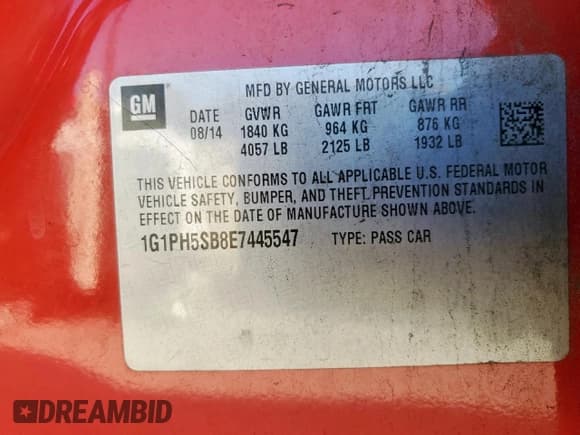 GM
MFD BY GENERAL MOTORS LLC
DATE GVWR GAWR FRT GAWR RR
08/14 1840 KG 964 KG 876 KG
4057 LB 2125 LB 1932 LB
THIS VEHICLE CONFORMS TO ALL APPLICABLE U.S. FEDERAL MOTOR
VEHICLE SAFETY, BUMPER, AND THEFT PREVENTION STANDARDS IN
EFFECT ON THE DATE OF MANUFACTURE SHOWN ABOVE.
1G1PH5SB8E7445547 TYPE: PASS CAR
DREAMBID